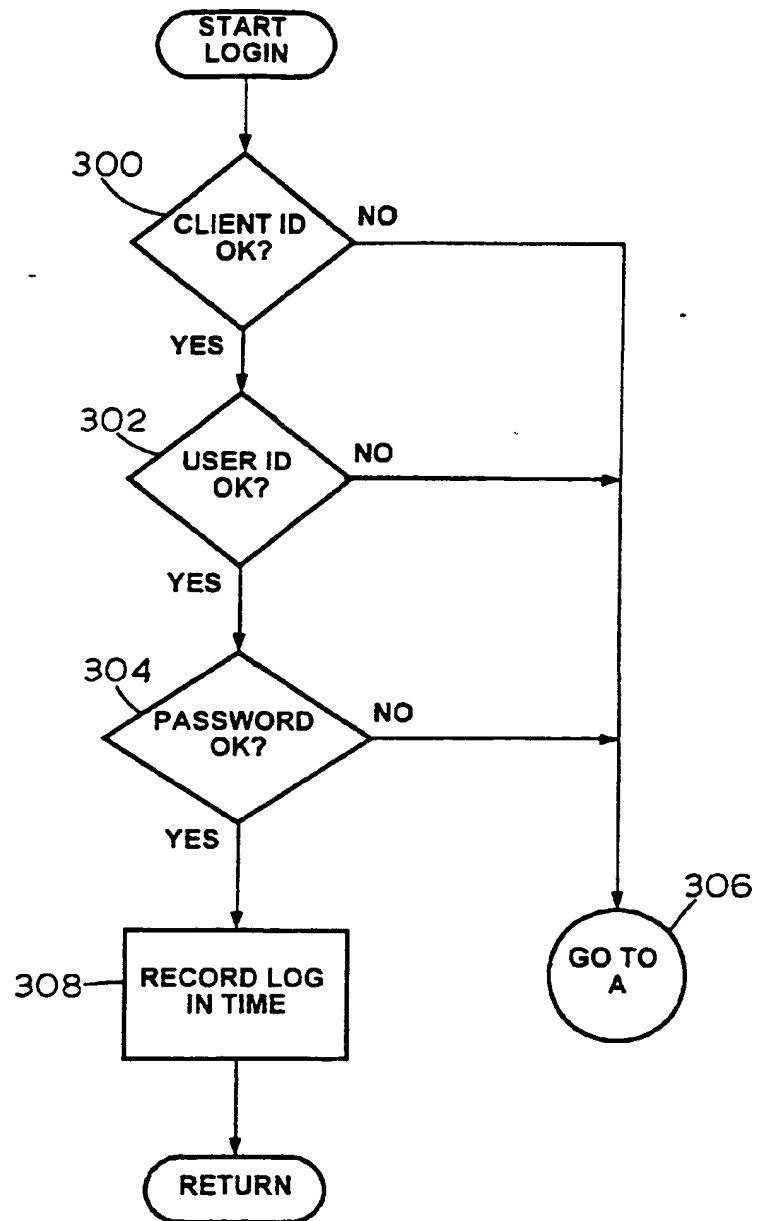 START
LOGIN
300
CLIENT ID
OK?
NO
YES
302
USER ID
OK?
NO
YES
304
PASSWORD
OK?
NO
YES
306
GO TO
A
308
RECORD LOG
IN TIME
RETURN